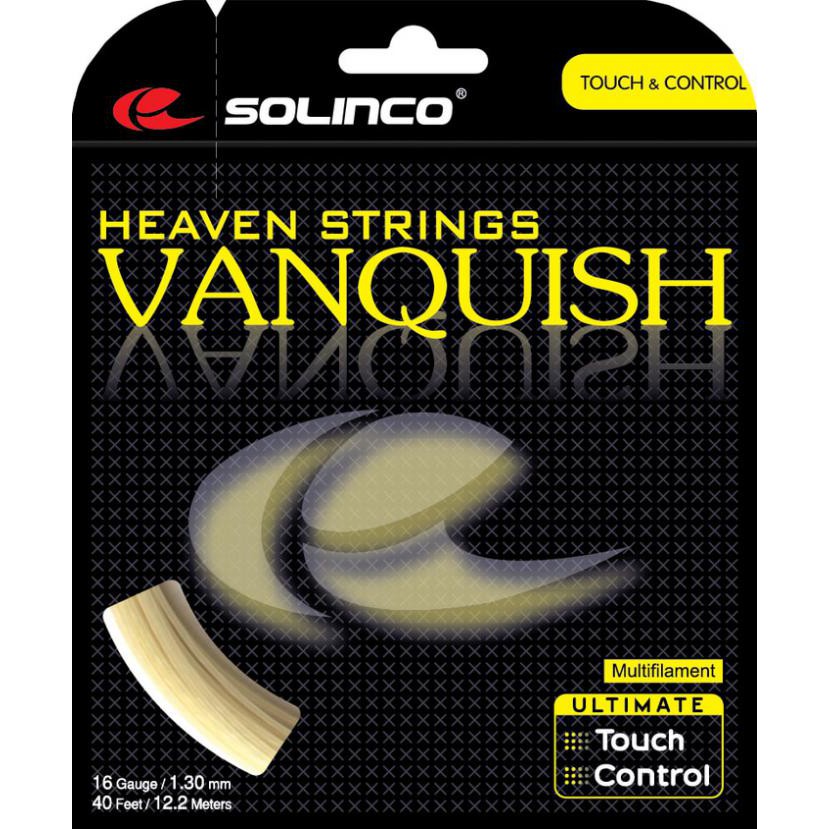 SOLINCO®
TOUCH & CONTROL
HEAVEN STRINGS
VANQUISH
Multifilament
ULTIMATE
Touch
Control
16 Gauge / 1.30 mm
40 Feet / 12.2 Meters